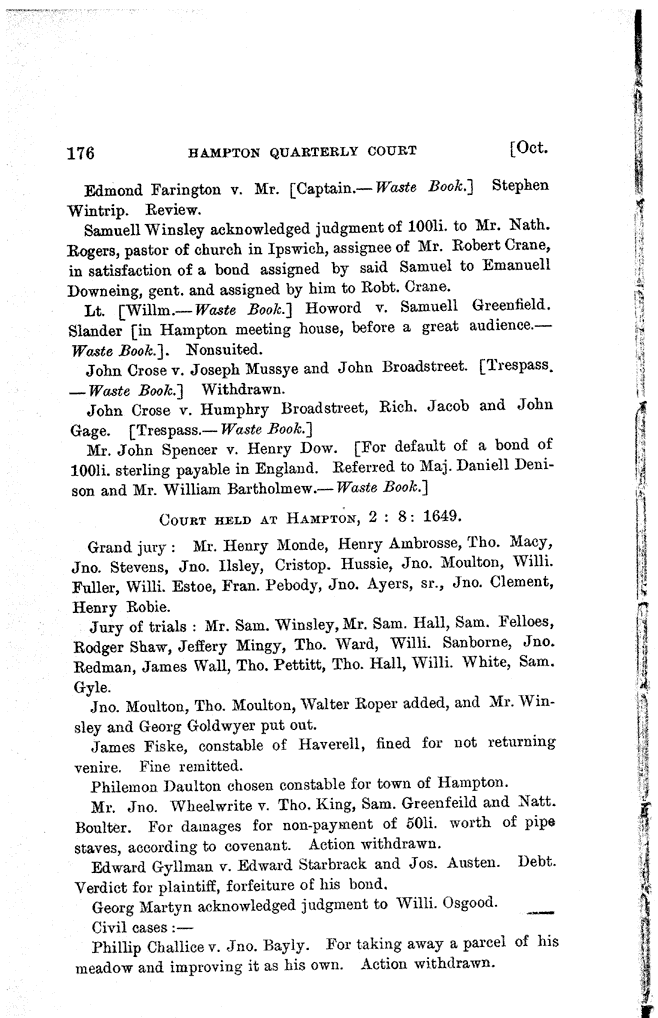 176 HAMPTON QUARTERLY COURT [Oct.
Edmond Farington v. Mr. [Captain.—Waste Book.] Stephen
Wintrip. Review.
Samuell Winsley acknowledged judgment of 100li. to Mr. Nath.
Rogers, pastor of church in Ipswich, assignee of Mr. Robert Crane,
in satisfaction of a bond assigned by said Samuel to Emanuell
Downeing, gent. and assigned by him to Robt. Crane.
Lt. [Willm.—Waste Book.] Howord v. Samuell Greenfield.
Slander [in Hampton meeting house, before a great audience.—
Waste Book.]. Nonsuited.
John Crose v. Joseph Mussye and John Broadstreet. [Trespass.
—Waste Book.] Withdrawn.
John Crose v. Humphry Broadstreet, Rich. Jacob and John
Gage. [Trespass.—Waste Book.]
Mr. John Spencer v. Henry Dow. [For default of a bond of
100li. sterling payable in England. Referred to Maj. Daniell Deni-
son and Mr. William Bartholmew.—Waste Book.]
COURT HELD AT HAMPTON, 2 : 8 : 1649.
Grand jury : Mr. Henry Monde, Henry Ambrosse, Tho. Macy,
Jno. Stevens, Jno. Ilsley, Cristop. Hussie, Jno. Moulton, Willi.
Fuller, Willi. Estoe, Fran. Pebody, Jno. Ayers, sr., Jno. Clement,
Henry Robie.
Jury of trials : Mr. Sam. Winsley, Mr. Sam. Hall, Sam. Felloes,
Rodger Shaw, Jeffery Mingy, Tho. Ward, Willi. Sanborne, Jno.
Redman, James Wall, Tho. Pettitt, Tho. Hall, Willi. White, Sam.
Gyle.
Jno. Moulton, Tho. Moulton, Walter Roper added, and Mr. Win-
sley and Georg Goldwyer put out.
James Fiske, constable of Haverell, fined for not returning
venire. Fine remitted.
Philemon Daulton chosen constable for town of Hampton.
Mr. Jno. Wheelwrite v. Tho. King, Sam. Greenfeild and Natt.
Boulter. For damages for non-payment of 50li. worth of pipe
staves, according to covenant. Action withdrawn.
Edward Gyllman v. Edward Starbrack and Jos. Austen. Debt.
Verdict for plaintiff, forfeiture of his bond.
Georg Martyn acknowledged judgment to Willi. Osgood.
Civil cases :—
Phillip Challice v. Jno. Bayly. For taking away a parcel of his
meadow and improving it as his own. Action withdrawn.